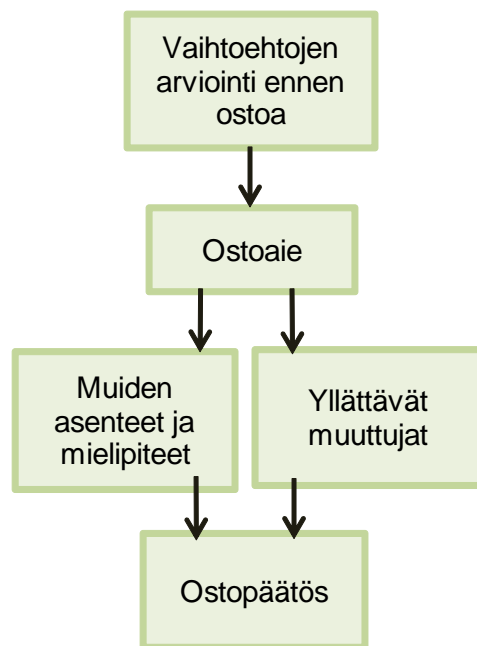 Vaihtoehtojen
arviointi ennen
ostoa
Ostoaie
Muiden
asenteet ja
mielipiteet
Yllättävät
muuttujat
Ostopäätös